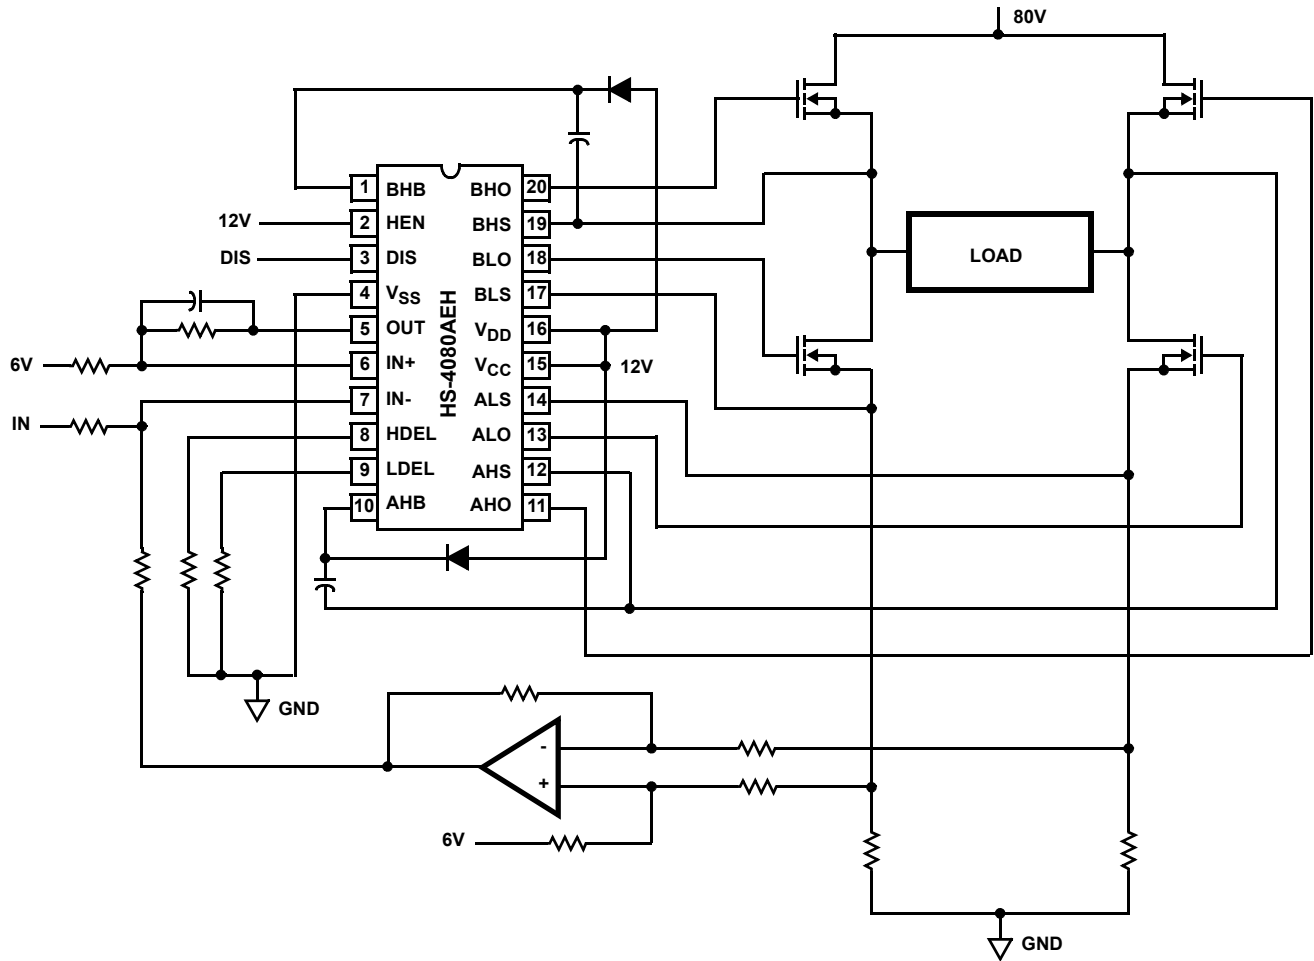 80V
1 BHB BHO 20
12V 2 HEN BHS 19
DIS 3 DIS BLO 18
4 VSS BLS 17
5 OUT VDD 16
6V 6 IN+ VCC 15 12V
IN 7 IN- ALS 14
8 HDEL ALO 13
9 LDEL AHS 12
10 AHB AHO 11
HS-4080AEH
LOAD
GND
-
+
6V
GND